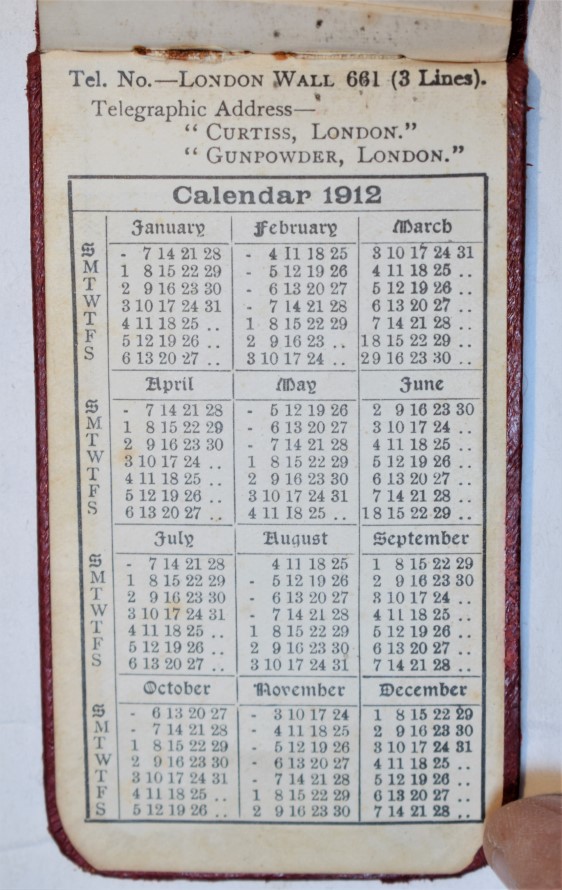 Tel. No.—London Wall 661 (3 Lines).
Telegraphic Address—
“ Curtiss, London.”
“ Gunpowder, London.”
Calendar 1912
January February March
S - 7 14 21 28 - 4 11 18 25 3 10 17 24 31
M 1 8 15 22 29 - 5 12 19 26 4 11 18 25 ..
T 2 9 16 23 30 - 6 13 20 27 5 12 19 26 ..
W 3 10 17 24 31 - 7 14 21 28 6 13 20 27 ..
T 4 11 18 25 .. 1 8 15 22 29 7 14 21 28 ..
F 5 12 19 26 .. 2 9 16 23 .. 1 8 15 22 29 ..
S 6 13 20 27 .. 3 10 17 24 .. 2 9 16 23 30 ..
April May June
S - 7 14 21 28 - 5 12 19 26 2 9 16 23 30
M 1 8 15 22 29 - 6 13 20 27 3 10 17 24 ..
T 2 9 16 23 30 - 7 14 21 28 4 11 18 25 ..
W 3 10 17 24 .. 1 8 15 22 29 5 12 19 26 ..
T 4 11 18 25 .. 2 9 16 23 30 6 13 20 27 ..
F 5 12 19 26 .. 3 10 17 24 31 7 14 21 28 ..
S 6 13 20 27 .. 4 11 18 25 .. 1 8 15 22 29 ..
July August September
S - 7 14 21 28 4 11 18 25 1 8 15 22 29
M 1 8 15 22 29 - 5 12 19 26 2 9 16 23 30
T 2 9 16 23 30 - 6 13 20 27 3 10 17 24 ..
W 3 10 17 24 31 - 7 14 21 28 4 11 18 25 ..
T 4 11 18 25 .. 1 8 15 22 29 5 12 19 26 ..
F 5 12 19 26 .. 2 9 16 23 30 6 13 20 27 ..
S 6 13 20 27 .. 3 10 17 24 31 7 14 21 28 ..
October November December
S - 6 13 20 27 - 3 10 17 24 1 8 15 22 29
M - 7 14 21 28 - 4 11 18 25 2 9 16 23 30
T 1 8 15 22 29 - 5 12 19 26 3 10 17 24 31
W 2 9 16 23 30 - 6 13 20 27 4 11 18 25 ..
T 3 10 17 24 31 - 7 14 21 28 5 12 19 26 ..
F 4 11 18 25 .. 1 8 15 22 29 6 13 20 27 ..
S 5 12 19 26 .. 2 9 16 23 30 7 14 21 28 ..